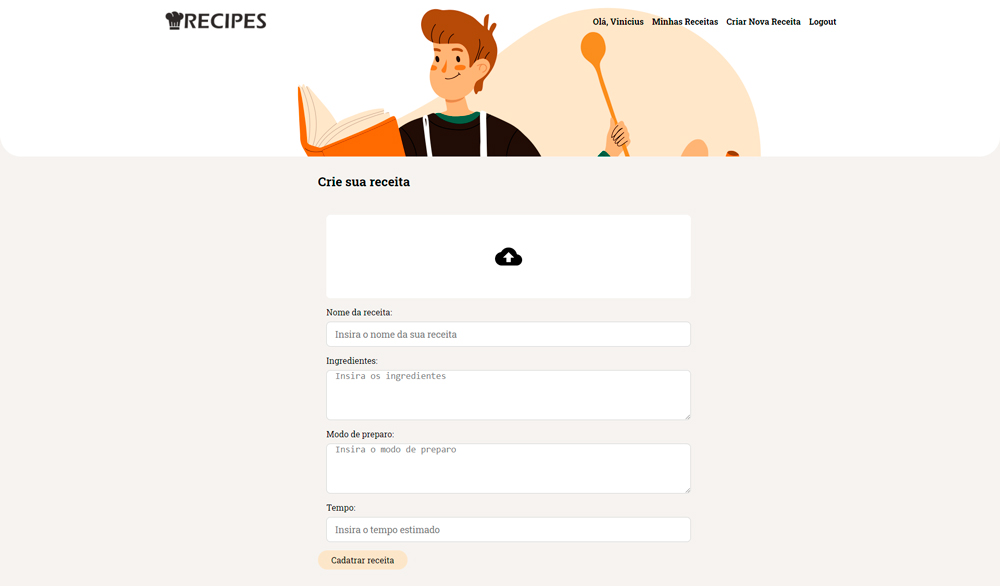 RECIPES
Olá, Vinicius Minhas Receitas Criar Nova Receita Logout
Crie sua receita
Nome da receita:
Insira o nome da sua receita
Ingredientes:
Insira os ingredientes
Modo de preparo:
Insira o modo de preparo
Tempo:
Insira o tempo estimado
Cadatrar receita